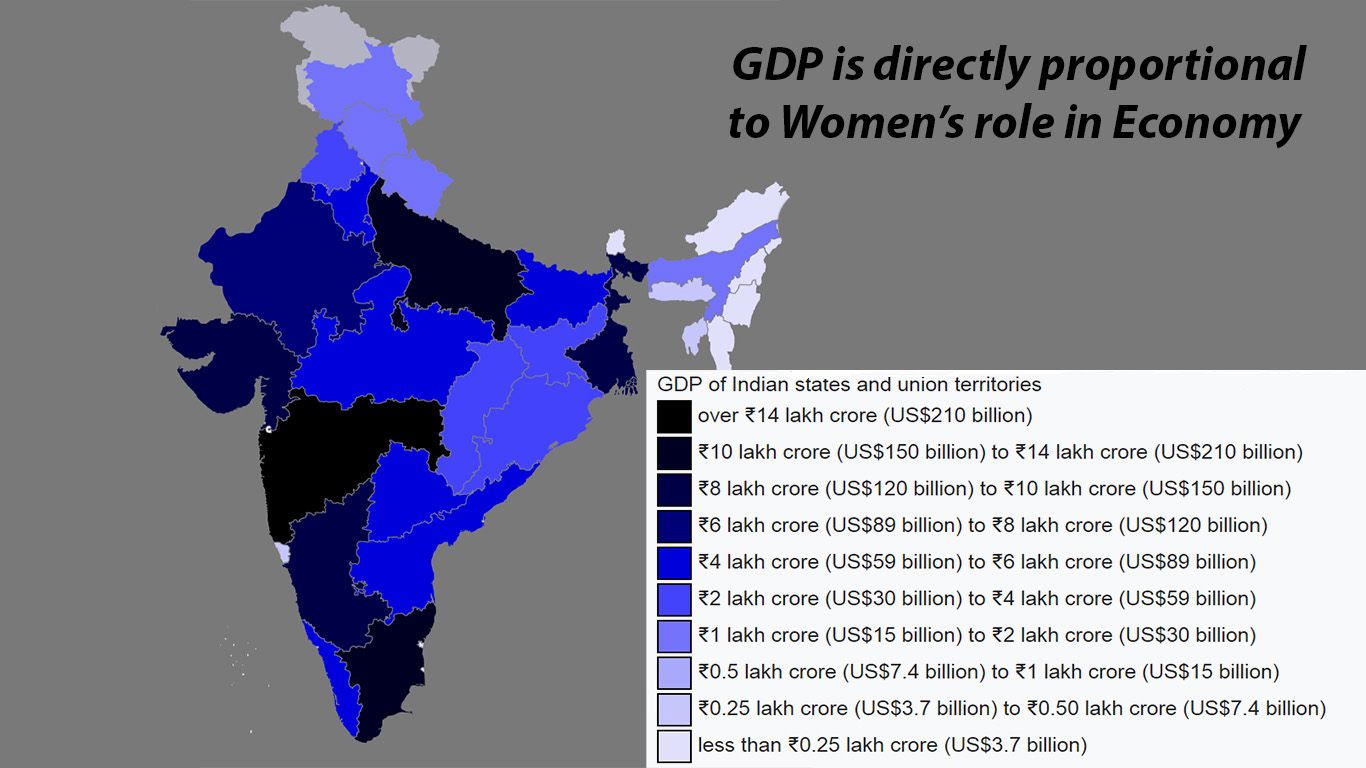 GDP is directly proportional
to Women's role in Economy
GDP of Indian states and union territories
over ₹14 lakh crore (US$210 billion)
₹10 lakh crore (US$150 billion) to ₹14 lakh crore (US$210 billion)
₹8 lakh crore (US$120 billion) to ₹10 lakh crore (US$150 billion)
₹6 lakh crore (US$89 billion) to ₹8 lakh crore (US$120 billion)
₹4 lakh crore (US$59 billion) to ₹6 lakh crore (US$89 billion)
₹2 lakh crore (US$30 billion) to ₹4 lakh crore (US$59 billion)
₹1 lakh crore (US$15 billion) to ₹2 lakh crore (US$30 billion)
₹0.5 lakh crore (US$7.4 billion) to ₹1 lakh crore (US$15 billion)
₹0.25 lakh crore (US$3.7 billion) to ₹0.50 lakh crore (US$7.4 billion)
less than ₹0.25 lakh crore (US$3.7 billion)